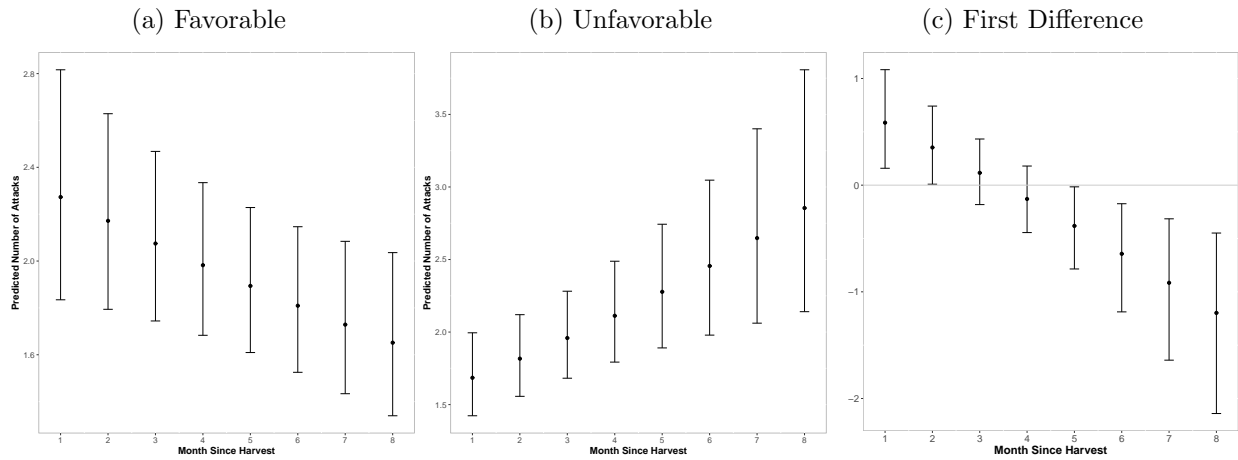 (a) Favorable
(b) Unfavorable
(c) First Difference
Predicted Number of Attacks
2.8
2.4
2.0
1.6
1 2 3 4 5 6 7 8
Month Since Harvest
Predicted Number of Attacks
3.5
3.0
2.5
2.0
1.5
1 2 3 4 5 6 7 8
Month Since Harvest
1
0
−1
−2
1 2 3 4 5 6 7 8
Month Since Harvest